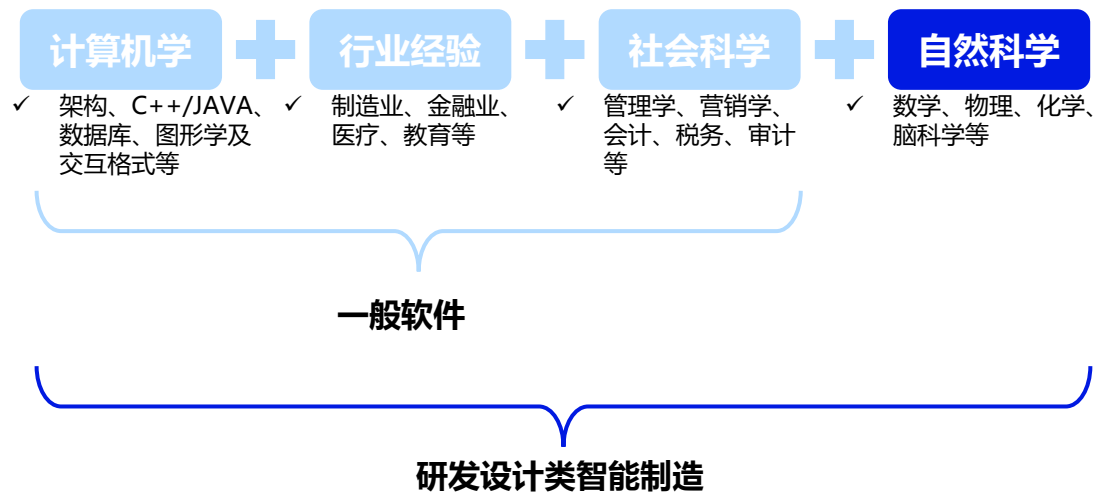 计算机学
行业经验
社会科学
自然科学
✓ 架构、C++/JAVA、
数据库、图形学及
交互格式等
✓ 制造业、金融业、
医疗、教育等
✓ 管理学、营销学、
会计、税务、审计
等
✓ 数学、物理、化学、
脑科学等
一般软件
研发设计类智能制造